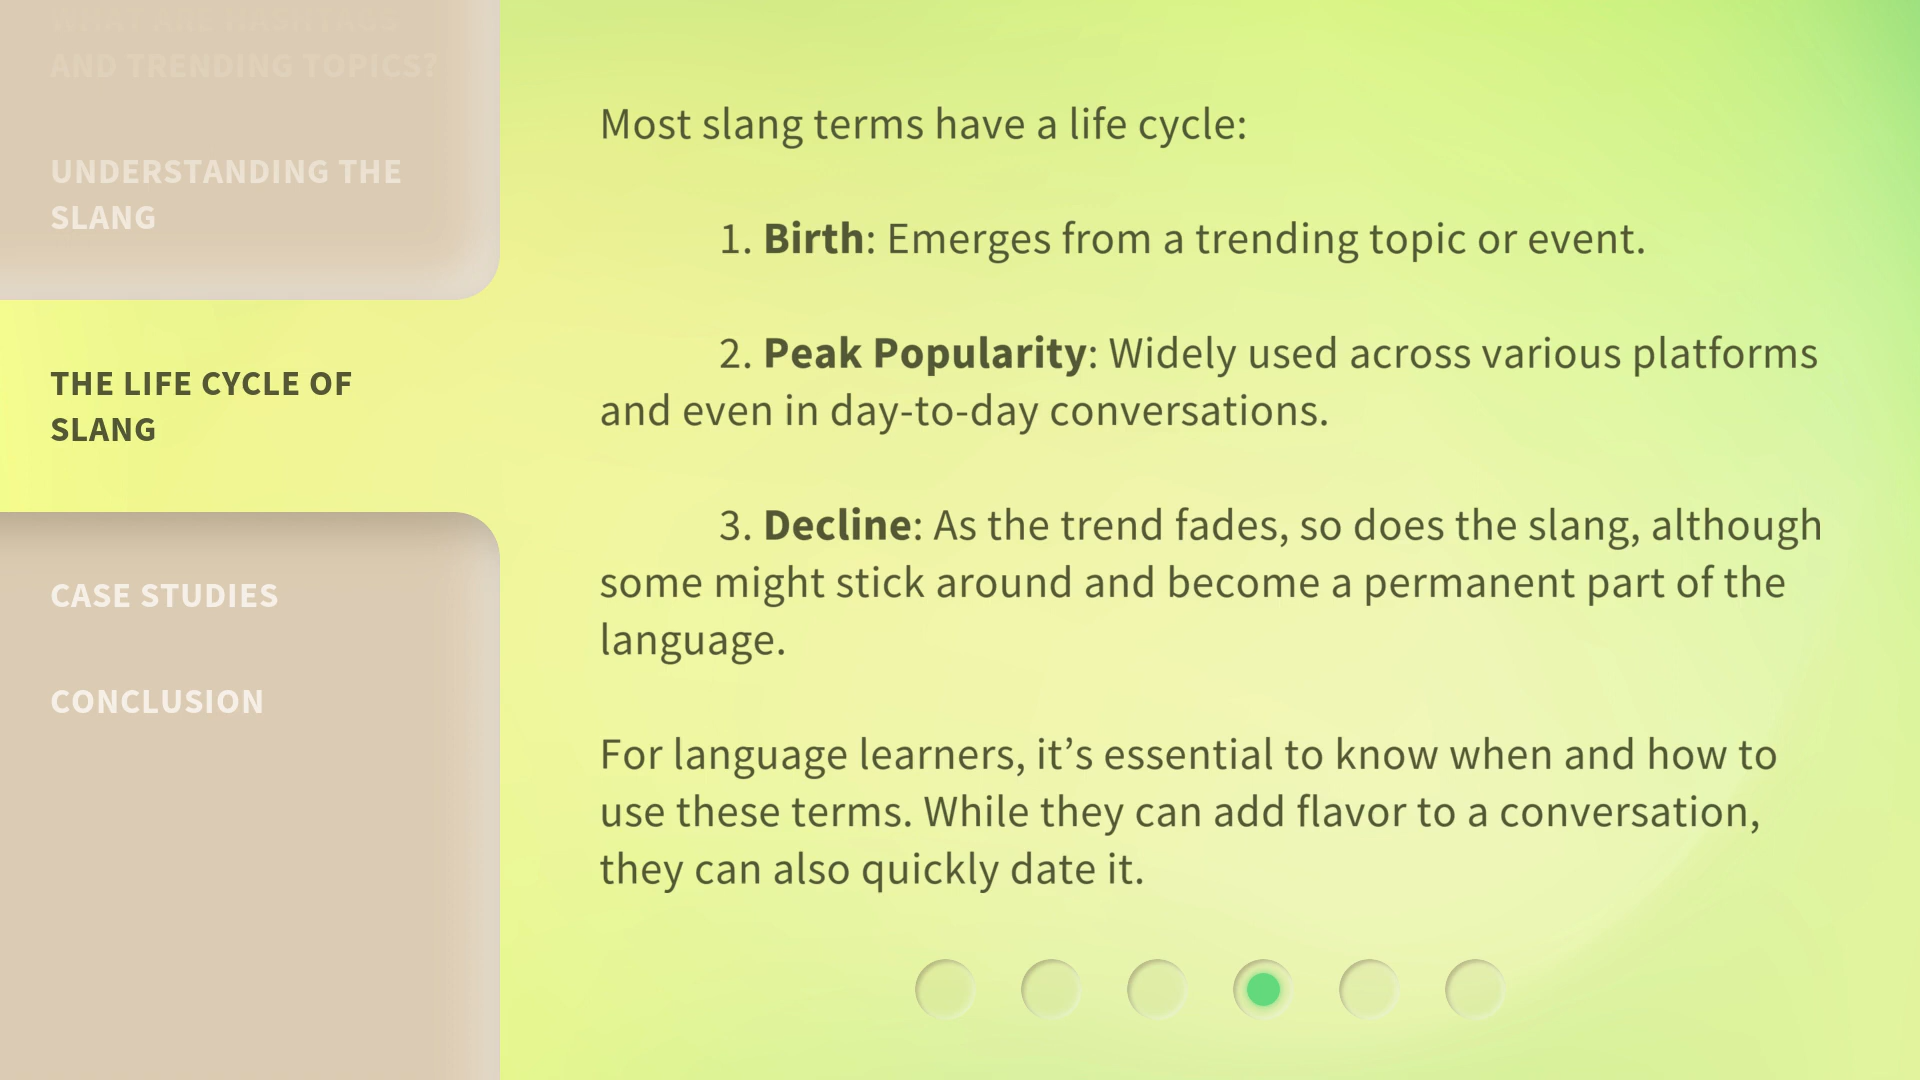 WHAT ARE HASHTAGS
AND TRENDING TOPICS?
UNDERSTANDING THE
SLANG
THE LIFE CYCLE OF
SLANG
CASE STUDIES
CONCLUSION
Most slang terms have a life cycle:
1. Birth: Emerges from a trending topic or event.
2. Peak Popularity: Widely used across various platforms
and even in day-to-day conversations.
3. Decline: As the trend fades, so does the slang, although
some might stick around and become a permanent part of the
language.
For language learners, it’s essential to know when and how to
use these terms. While they can add flavor to a conversation,
they can also quickly date it.